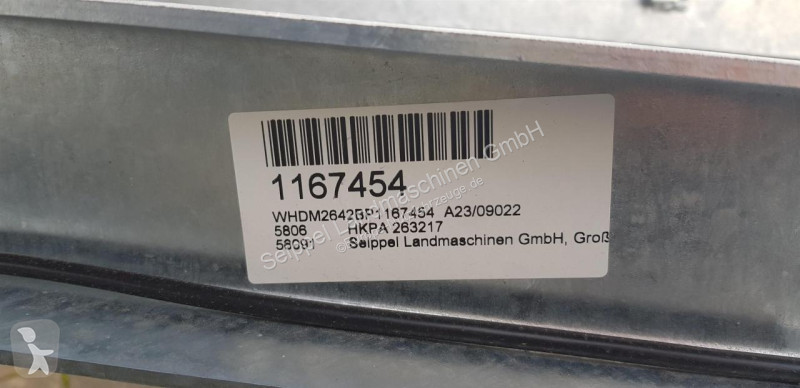 1167454
WHDM2642BP1167454 A23/09022
5806 HKPA 263217
58091 Seippel Landmaschinen GmbH, Groß
Seippel Landmaschinen GmbH